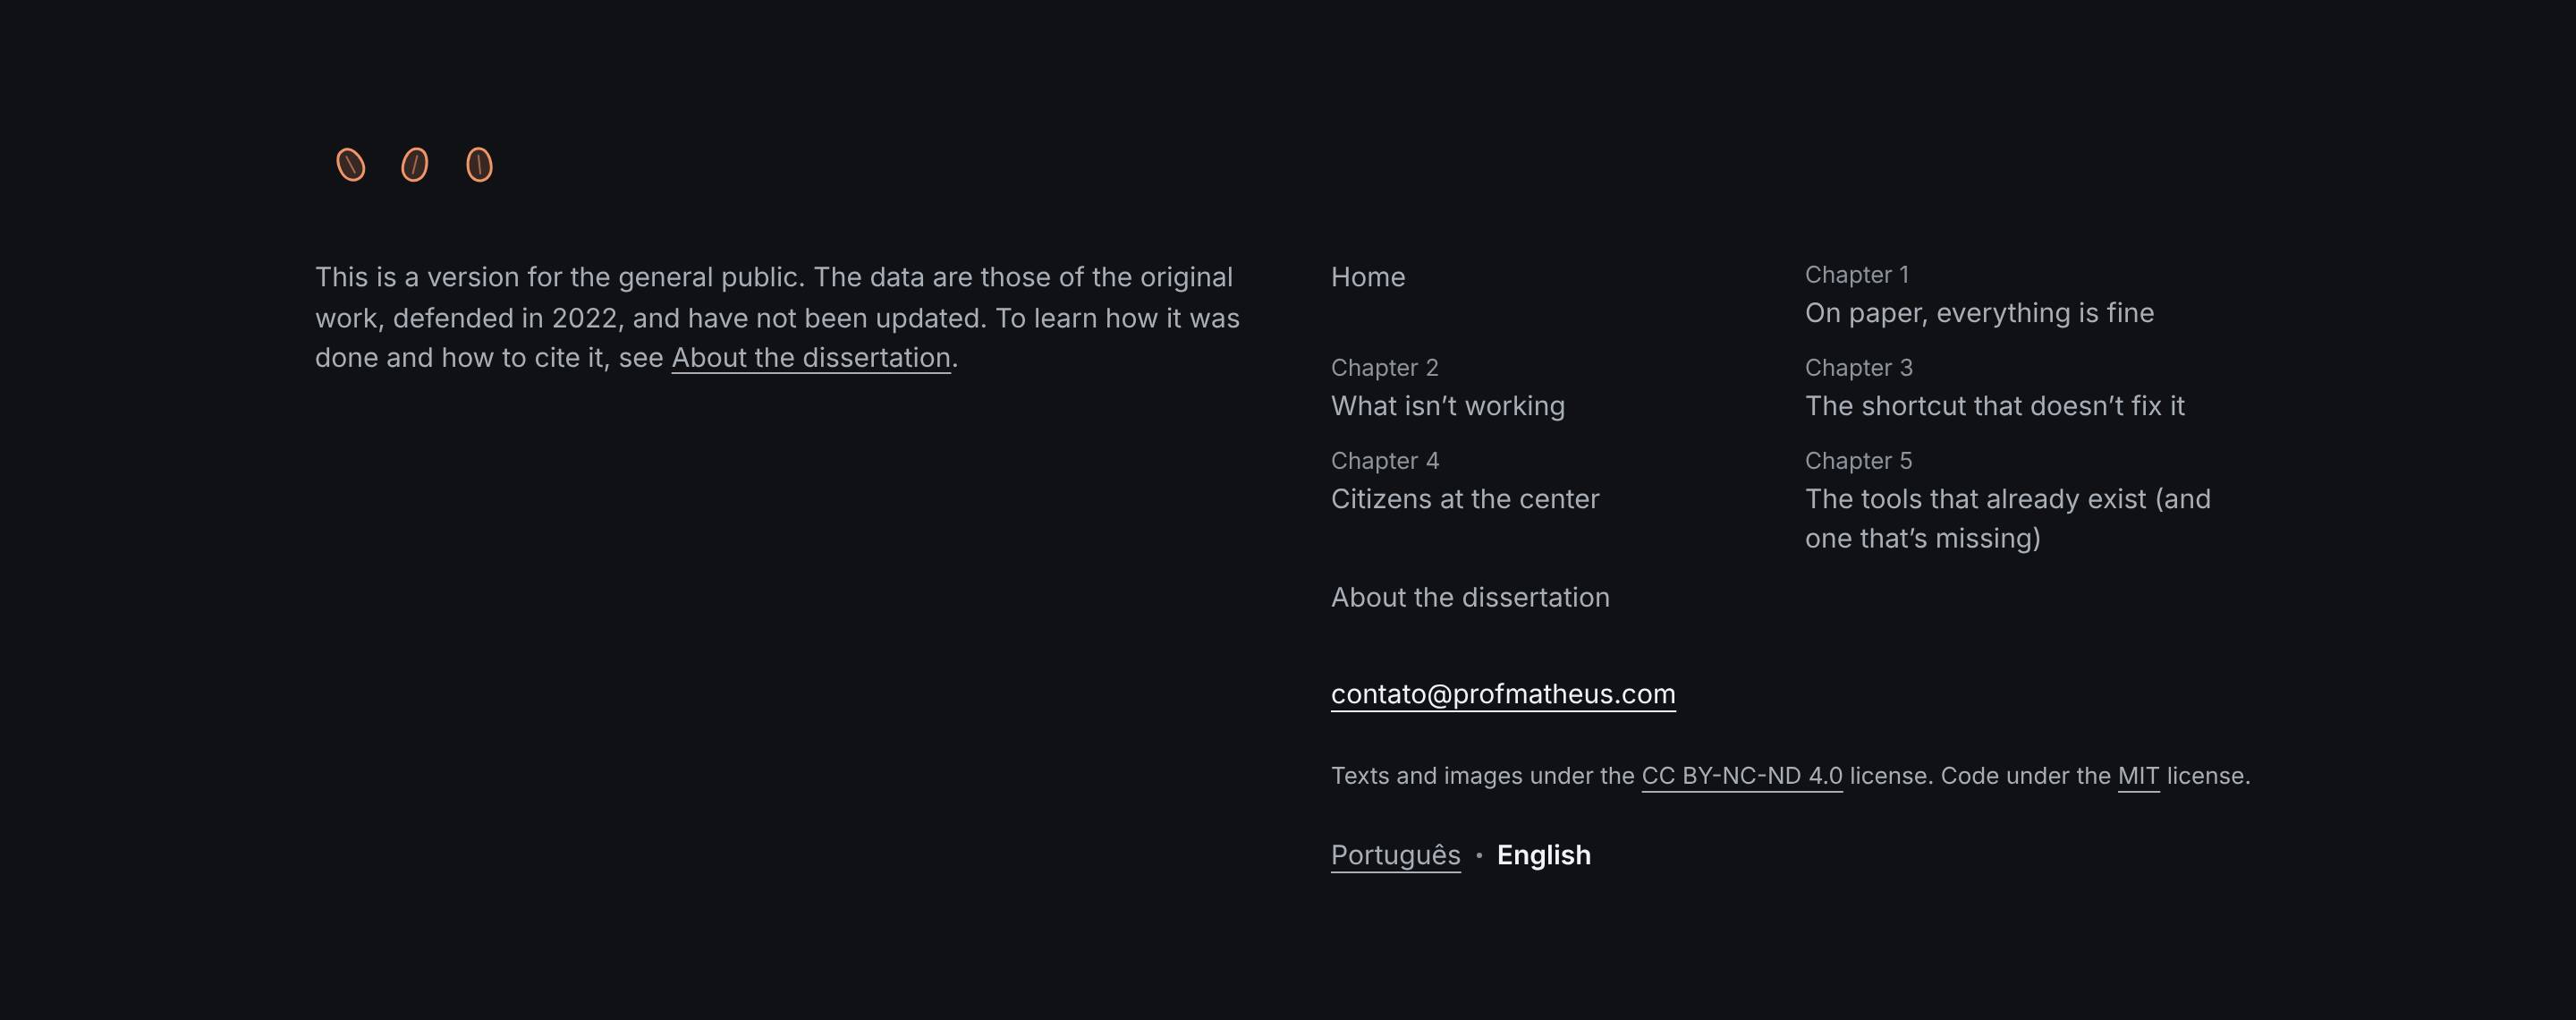 This is a version for the general public. The data are those of the original
work, defended in 2022, and have not been updated. To learn how it was
done and how to cite it, see About the dissertation.
Home
Chapter 1
On paper, everything is fine
Chapter 2
What isn’t working
Chapter 3
The shortcut that doesn’t fix it
Chapter 4
Citizens at the center
Chapter 5
The tools that already exist (and
one that’s missing)
About the dissertation
contato@profmatheus.com
Texts and images under the CC BY-NC-ND 4.0 license. Code under the MIT license.
Português • English